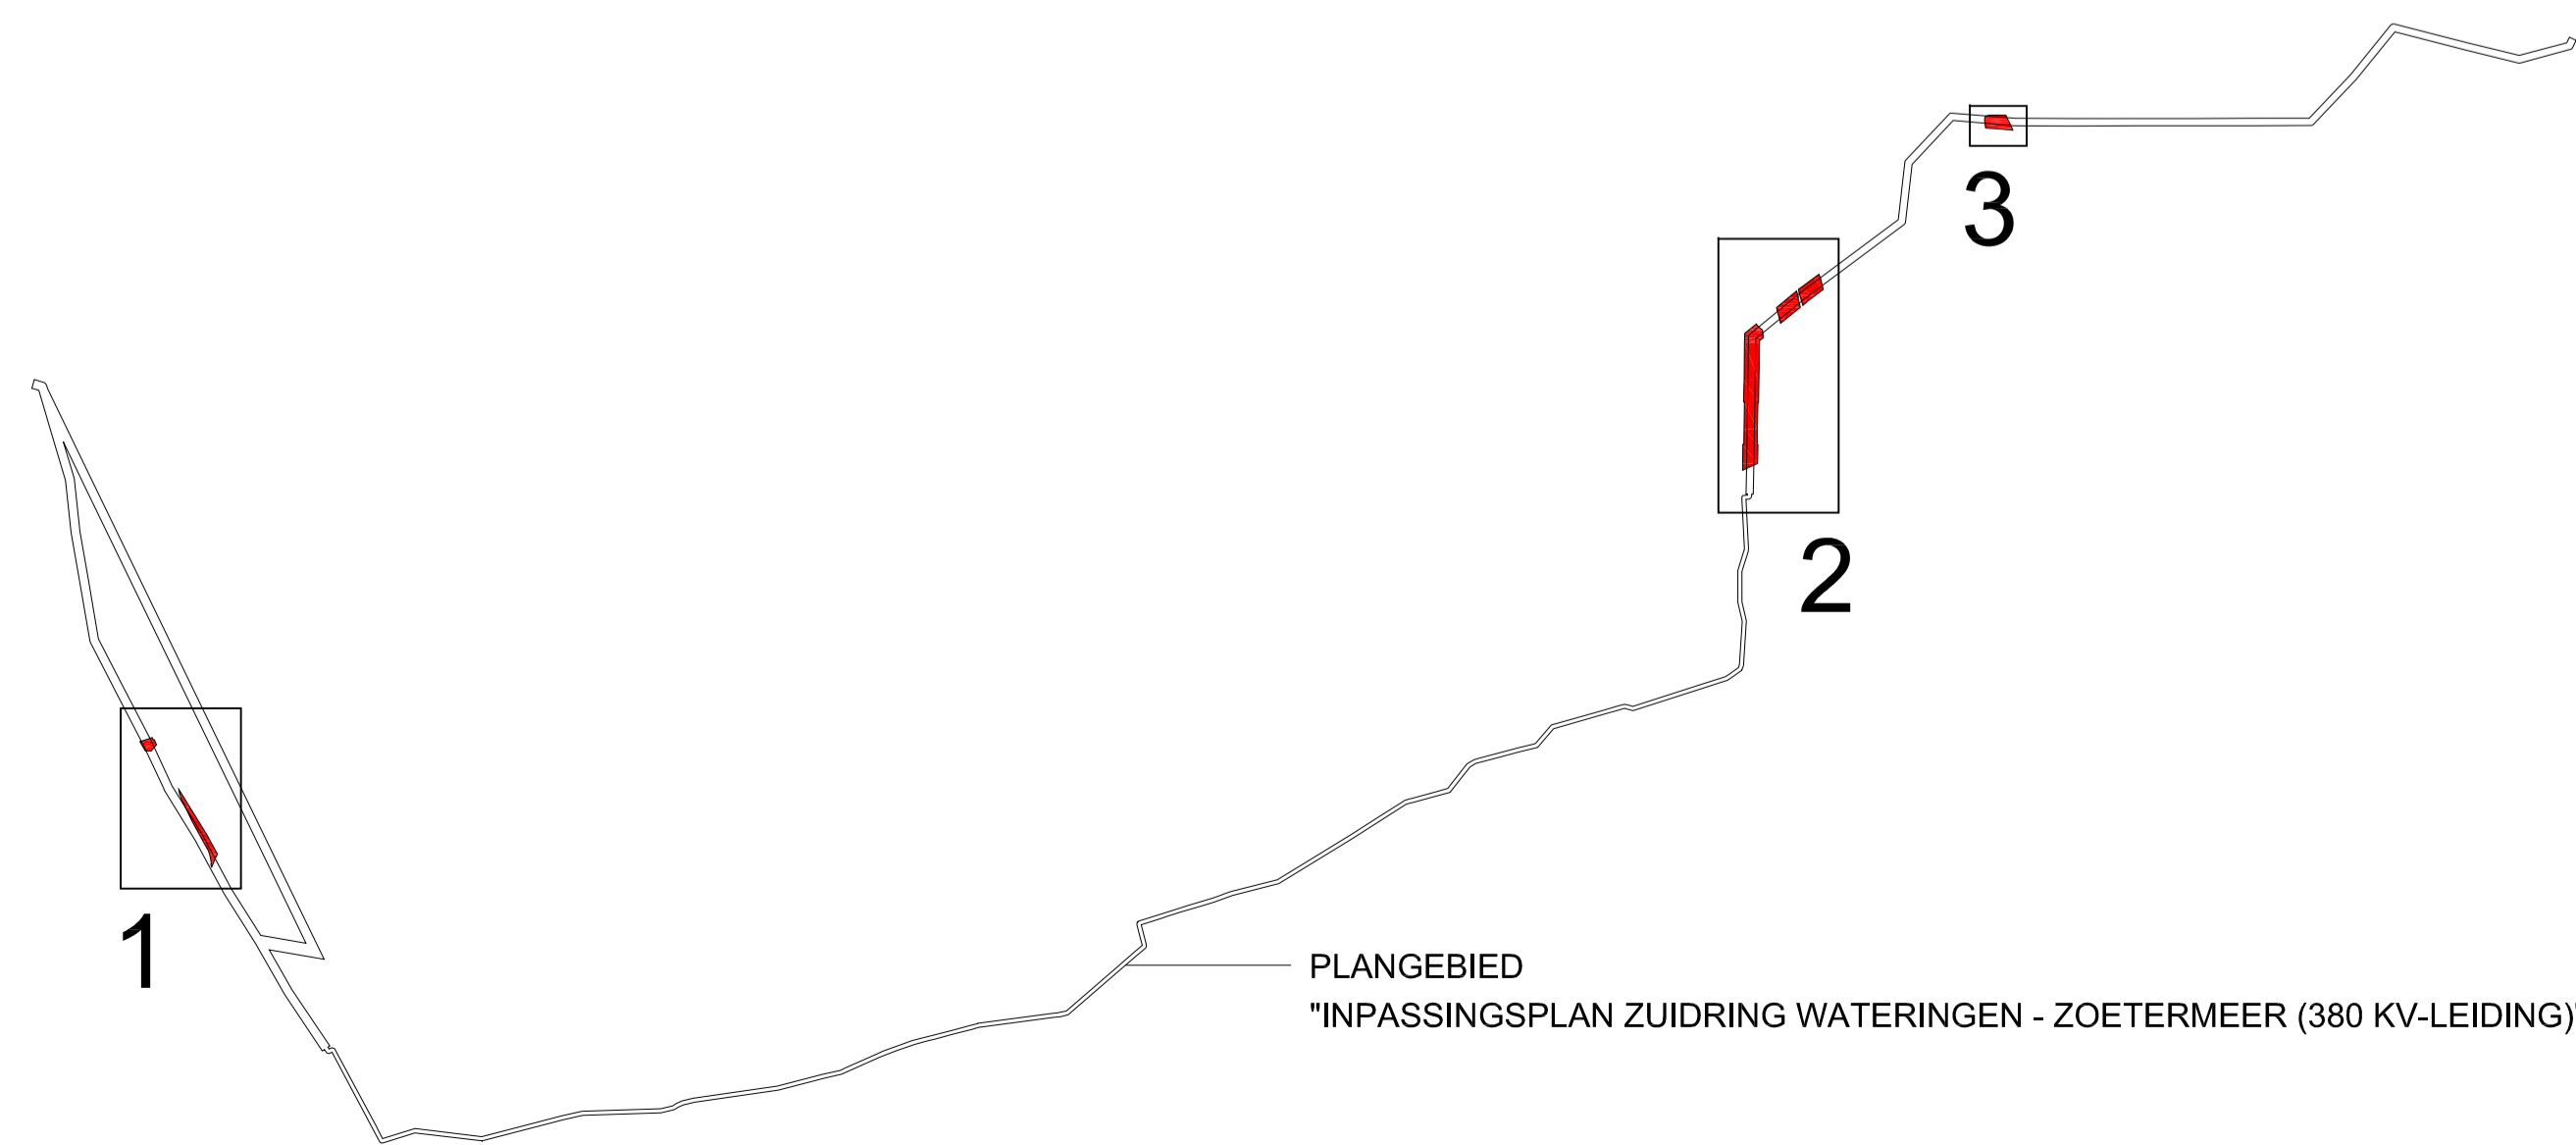 3
2
1
PLANGEBIED
"INPASSINGSPLAN ZUIDRING WATERINGEN - ZOETERMEER (380 KV-LEIDING)"